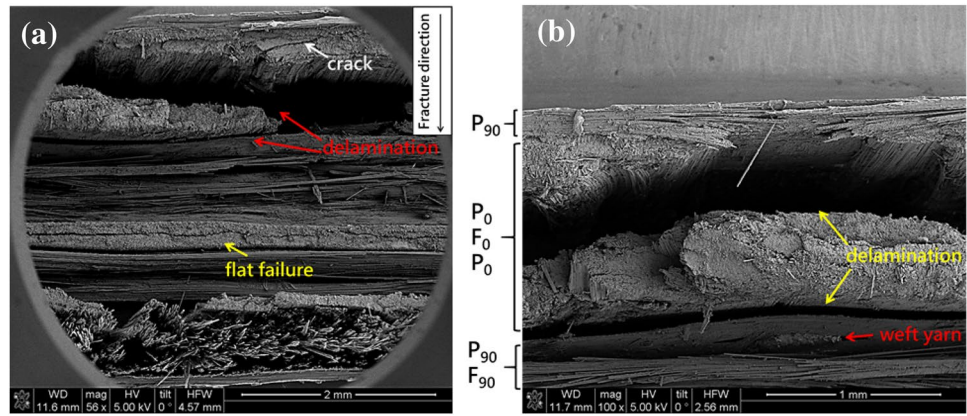 (a)
crack
Fracture direction
delamination
flat failure
WD mag HV tilt HFW
11.6 mm 56 x 5.00 kV 0 ° 4.57 mm
2 mm
(b)
P90
P0
F0
P0
P90
F90
delamination
weft yarn
WD mag HV tilt HFW
11.7 mm 100 x 5.00 kV 0 ° 2.56 mm
1 mm